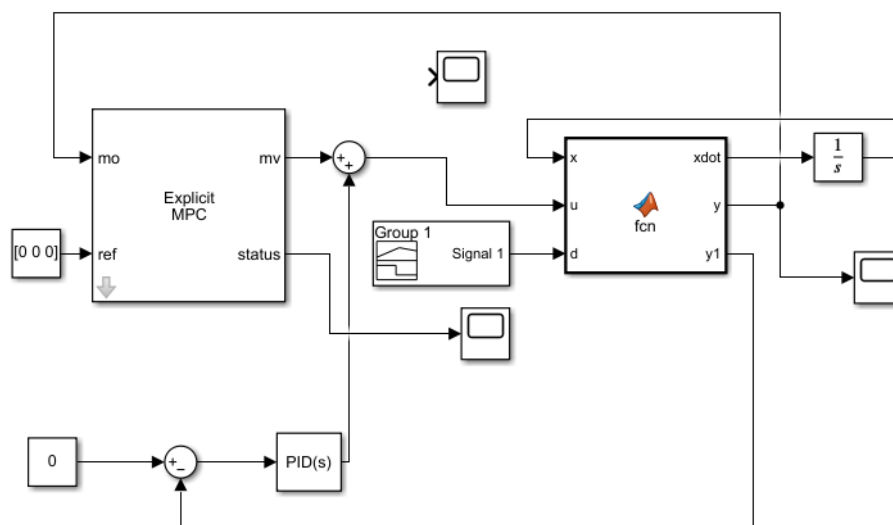 mo
mv
Explicit
MPC
[0 0 0]
ref
status
Group 1
Signal 1
x
xdot
u
y
fcn
d
y1
1
s
0
+
+
+
−
PID(s)